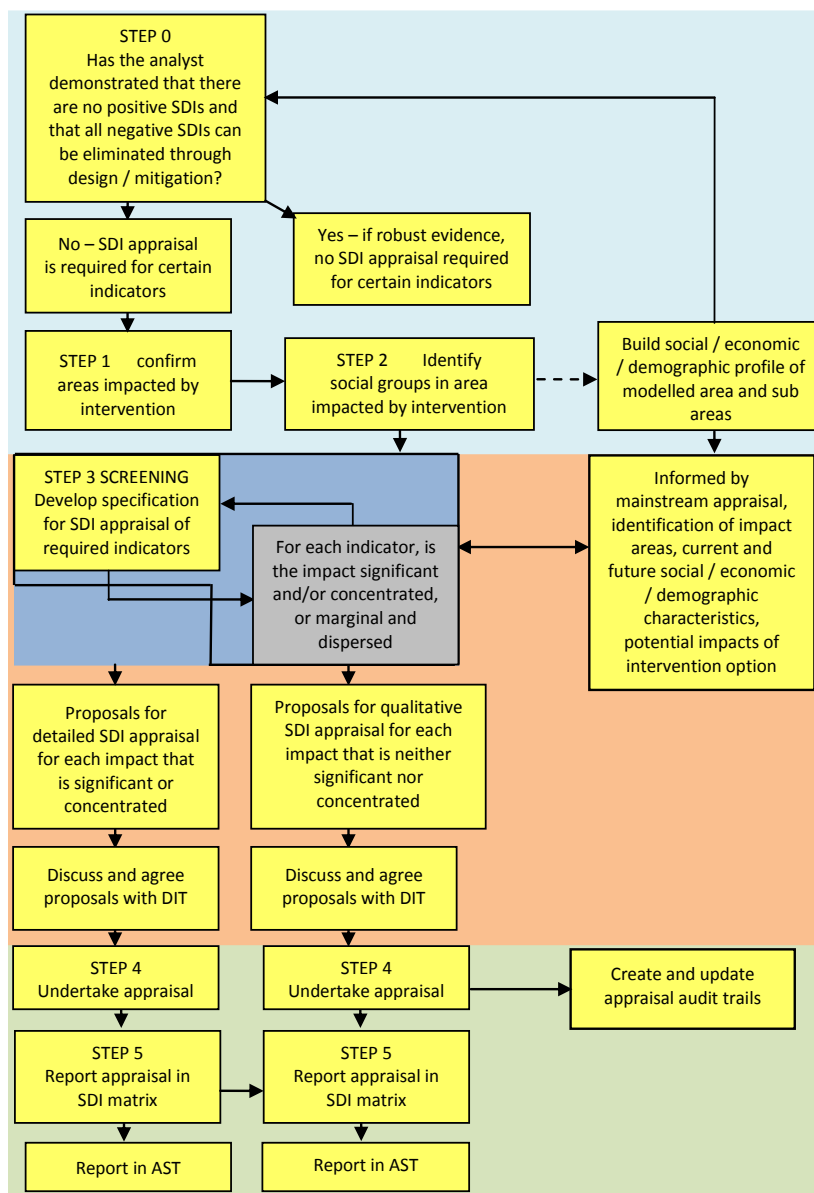 STEP 0
Has the analyst
demonstrated that there
are no positive SDIs and
that all negative SDIs can
be eliminated through
design / mitigation?
No – SDI appraisal
is required for certain
indicators
Yes – if robust evidence,
no SDI appraisal required
for certain indicators
STEP 1 confirm
areas impacted by
intervention
STEP 2 Identify
social groups in area
impacted by intervention
Build social / economic
/ demographic profile of
modelled area and sub
areas
STEP 3 SCREENING
Develop specification
for SDI appraisal of
required indicators
For each indicator, is
the impact significant
and/or concentrated,
or marginal and
dispersed
Informed by
mainstream appraisal,
identification of impact
areas, current and
future social / economic
/ demographic
characteristics,
potential impacts of
intervention option
Proposals for
detailed SDI appraisal
for each impact that
is significant or
concentrated
Proposals for qualitative
SDI appraisal for each
impact that is neither
significant nor
concentrated
Discuss and agree
proposals with DIT
Discuss and agree
proposals with DIT
STEP 4
Undertake appraisal
STEP 4
Undertake appraisal
Create and update
appraisal audit trails
STEP 5
Report appraisal in
SDI matrix
STEP 5
Report appraisal in
SDI matrix
Report in AST
Report in AST